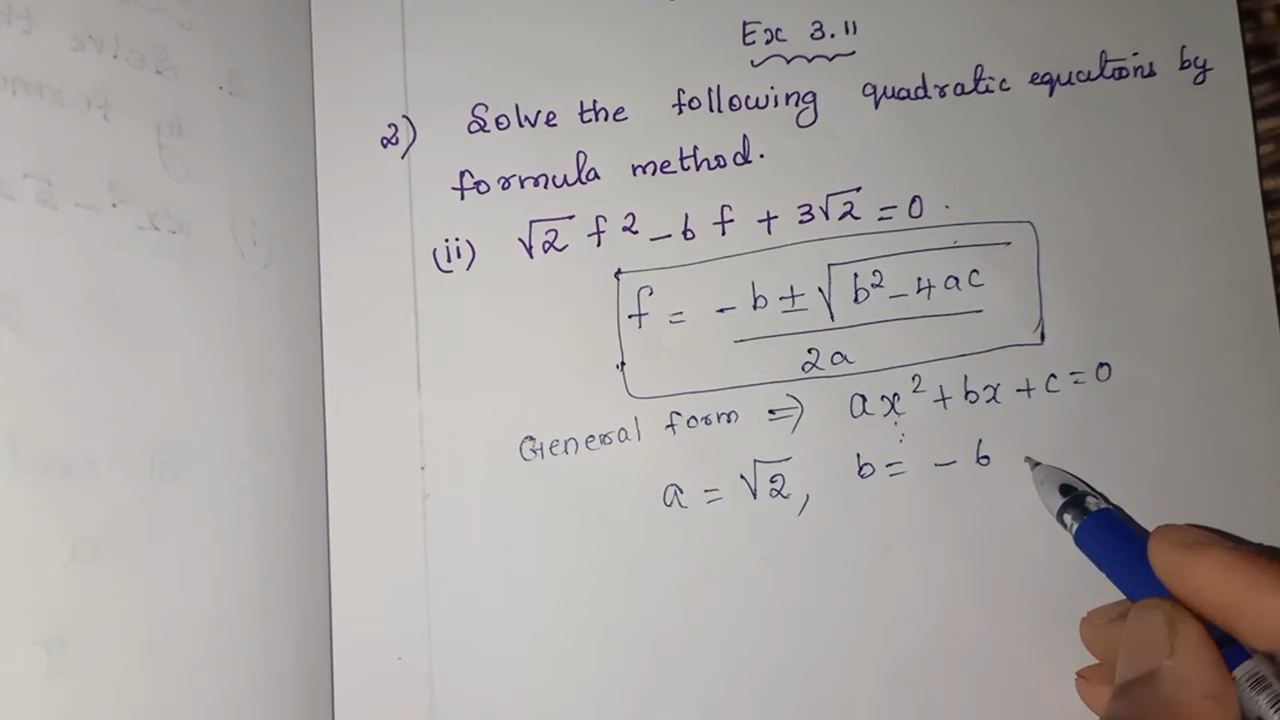 Ex 3.11
2) Solve the following quadratic equations by
formula method.
(ii) √2 f² - 6 f + 3√2 = 0.
f = -b ± √(b² - 4ac) / 2a
General form ⇒ ax² + bx + c = 0
a = √2, b = -6